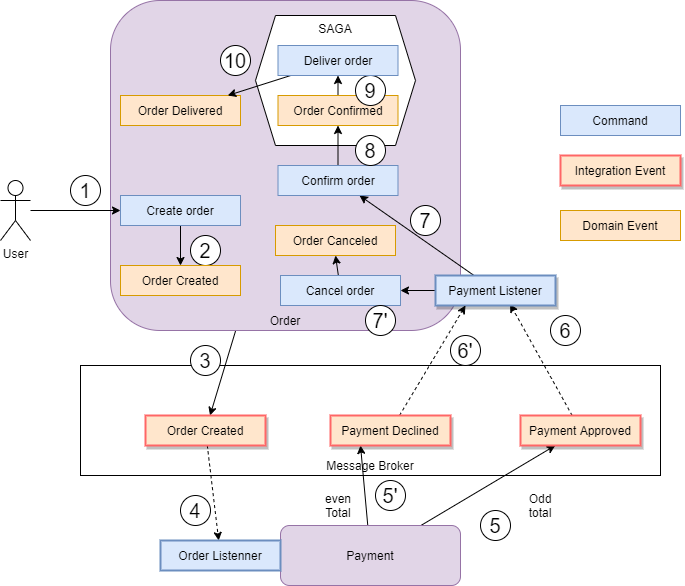 SAGA
10
Deliver order
9
Order Delivered
Order Confirmed
Command
8
Integration Event
1
Confirm order
Create order
7
User
2
Order Canceled
Domain Event
Order Created
Cancel order
Payment Listener
Order
7'
6
3
6'
Order Created
Payment Declined
Payment Approved
Message Broker
4
even
Total
5'
Odd
total
5
Order Listenner
Payment